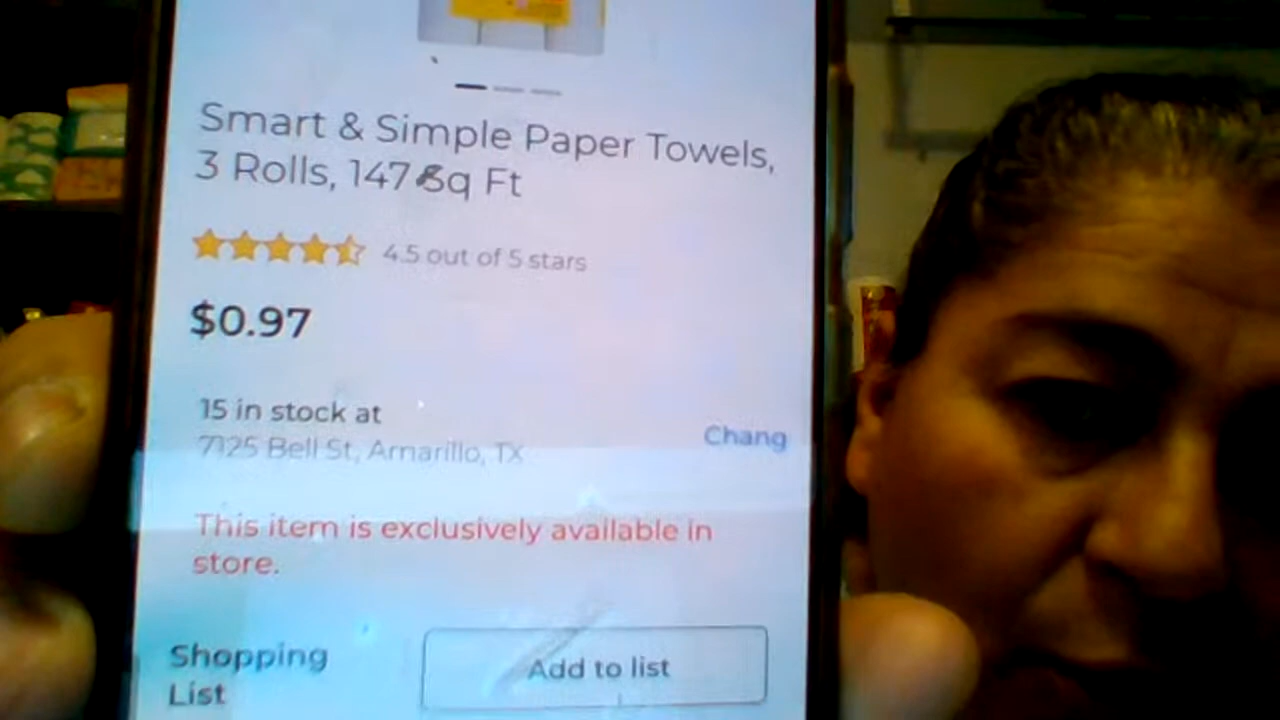 Smart & Simple Paper Towels,
3 Rolls, 147 Sq Ft
4.5 out of 5 stars
$0.97
15 in stock at
7125 Bell St, Amarillo, TX
Chang
This item is exclusively available in
store.
Shopping
List
Add to list